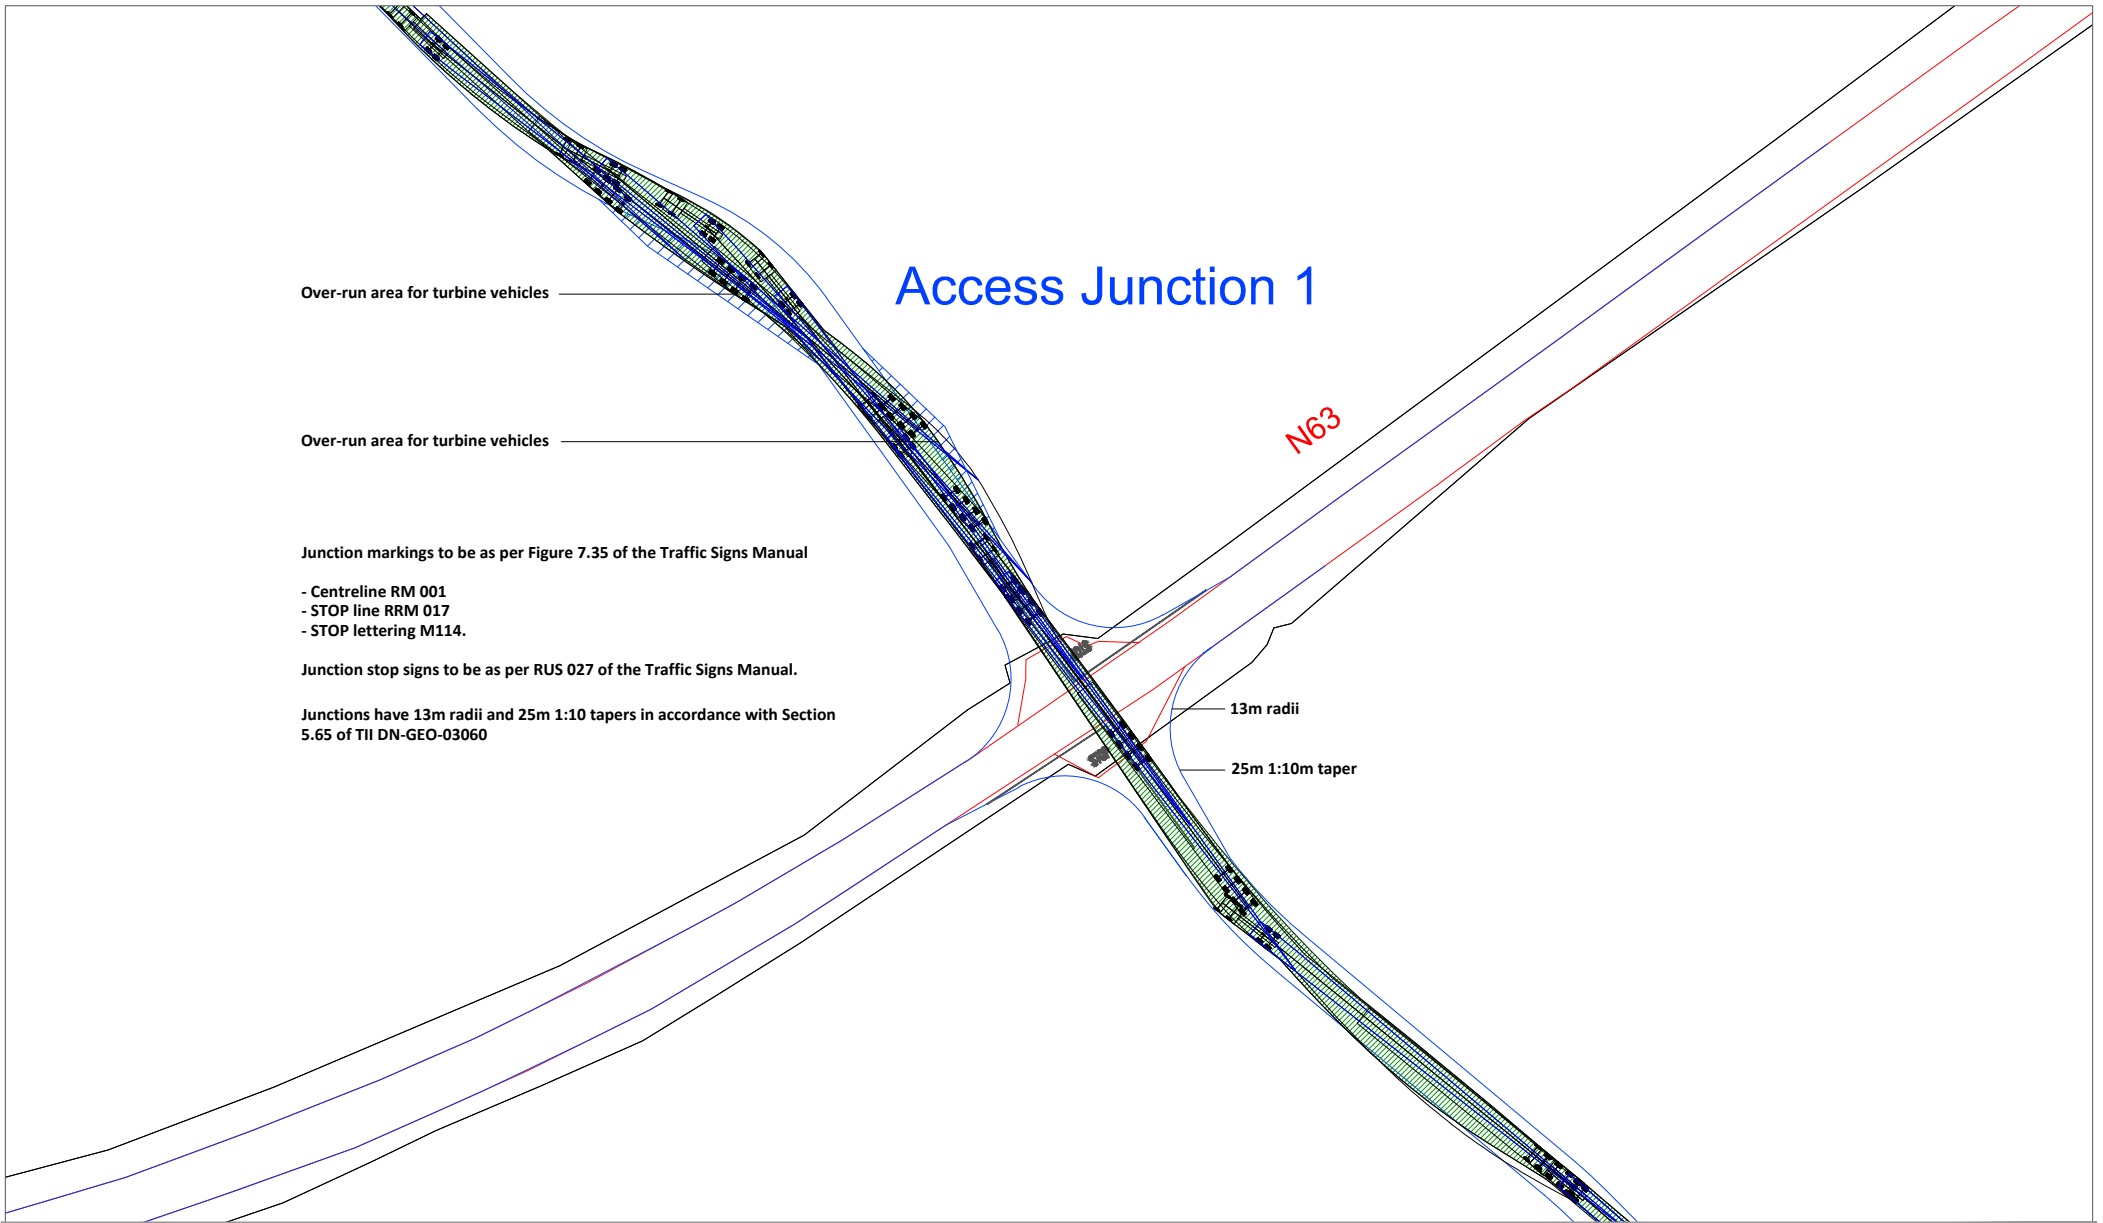 Access Junction 1
Over-run area for turbine vehicles
N63
Over-run area for turbine vehicles
Junction markings to be as per Figure 7.35 of the Traffic Signs Manual
- Centreline RM 001
- STOP line RRM 017
- STOP lettering M114.
Junction stop signs to be as per RUS 027 of the Traffic Signs Manual.
Junctions have 13m radii and 25m 1:10 tapers in accordance with Section
5.65 of TII DN-GEO-03060
13m radii
25m 1:10m taper